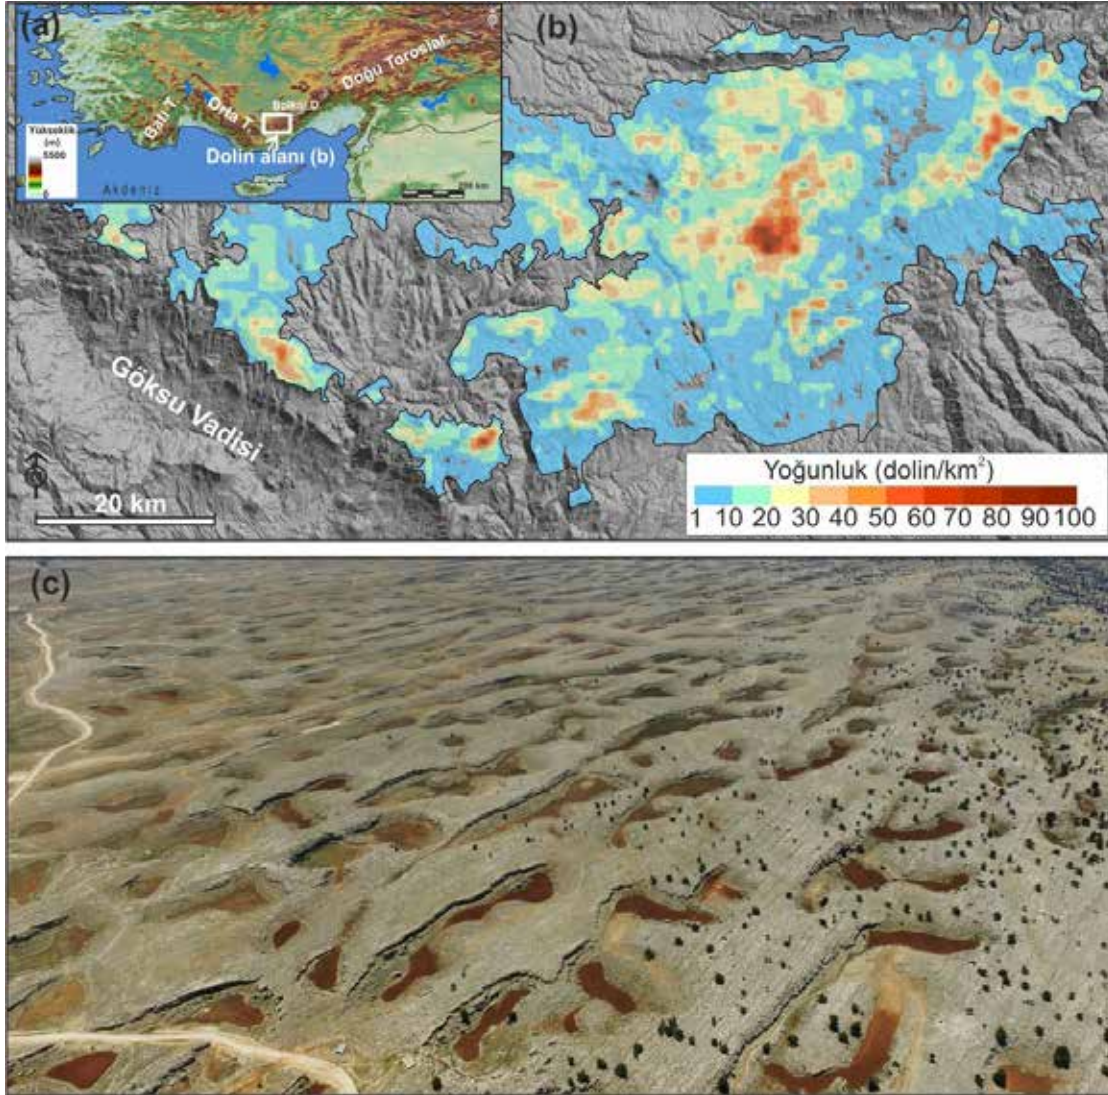 (a)
Batı T.
Orta T.
Doğu Toroslar
Bolkar D.
Dolin alanı (b)
Yükseklik
(m)
5500
0
Akdeniz
(b)
Göksu Vadisi
20 km
Yoğunluk (dolin/km²)
1 10 20 30 40 50 60 70 80 90 100
(c)